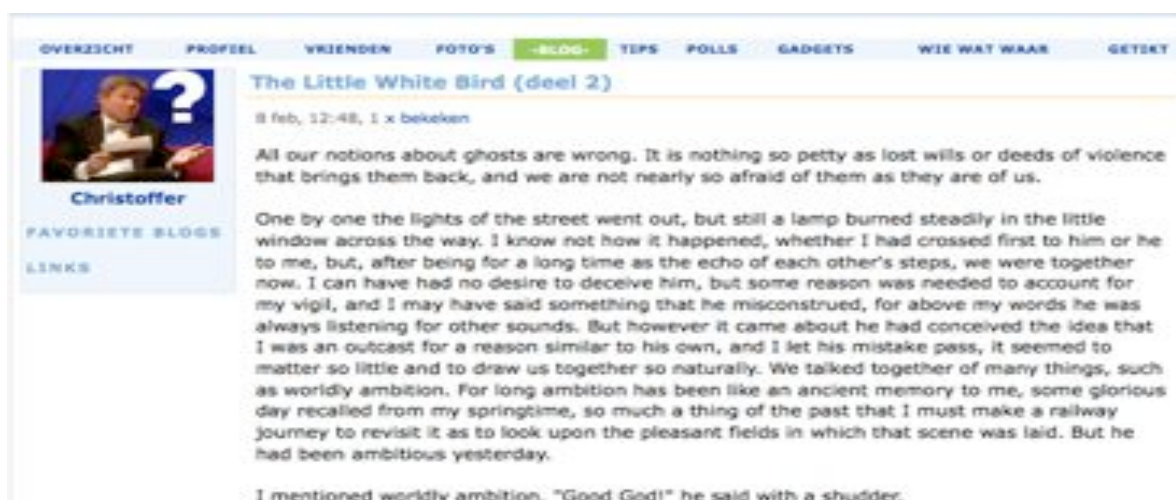 OVERZICHT PROFIEL VRIENDEN FOTO'S -BLOG- TIPS POLLS GADGETS WIE WAT WAAR GETIKT
?
Christoffer
FAVORIETE BLOGS
LINKS
The Little White Bird (deel 2)
8 feb, 12:48, 1 x bekeken
All our notions about ghosts are wrong. It is nothing so petty as lost wills or deeds of violence
that brings them back, and we are not nearly so afraid of them as they are of us.
One by one the lights of the street went out, but still a lamp burned steadily in the little
window across the way. I know not how it happened, whether I had crossed first to him or he
to me, but, after being for a long time as the echo of each other's steps, we were together
now. I can have had no desire to deceive him, but some reason was needed to account for
my vigil, and I may have said something that he misconstrued, for above my words he was
always listening for other sounds. But however it came about he had conceived the idea that
I was an outcast for a reason similar to his own, and I let his mistake pass, it seemed to
matter so little and to draw us together so naturally. We talked together of many things, such
as worldly ambition. For long ambition has been like an ancient memory to me, some glorious
day recalled from my springtime, so much a thing of the past that I must make a railway
journey to revisit it as to look upon the pleasant fields in which that scene was laid. But he
had been ambitious yesterday.
I mentioned worldly ambition. "Good God!" he said with a shudder.